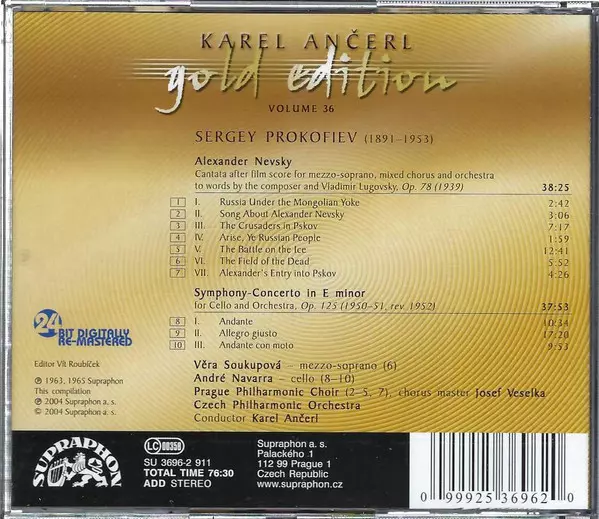 KAREL ANČERL
gold edition
VOLUME 36
SERGEY PROKOFIEV (1891–1953)
Alexander Nevsky
Cantata after film score for mezzo-soprano, mixed chorus and orchestra
to words by the composer and Vladimir Lugovsky, Op. 78 (1939) 38:25
1 I. Russia Under the Mongolian Yoke 2:42
2 II. Song About Alexander Nevsky 3:06
3 III. The Crusaders in Pskov 7:17
4 IV. Arise, Ye Russian People 1:59
5 V. The Battle on the Ice 12:41
6 VI. The Field of the Dead 5:52
7 VII. Alexander's Entry into Pskov 4:26
Symphony-Concerto in E minor
for Cello and Orchestra, Op. 125 (1950–51, rev. 1952) 37:53
8 I. Andante 10:34
9 II. Allegro giusto 17:20
10 III. Andante con moto 9:53
24
BIT DIGITALLY
RE-MASTERED
Editor Vít Roubíček
℗ 1963, 1965 Supraphon
This compilation
℗ 2004 Supraphon a. s.
© 2004 Supraphon a. s.
Věra Soukupová – mezzo-soprano (6)
André Navarra – cello (8–10)
Prague Philharmonic Choir (2–5, 7), chorus master Josef Veselka
Czech Philharmonic Orchestra
Conductor Karel Ančerl
SUPRAPHON
LC 00358
SU 3696-2 911
TOTAL TIME 76:30
ADD STEREO
Supraphon a. s.
Palackého 1
112 99 Prague 1
Czech Republic
www.supraphon.cz
0 99925 36962 0